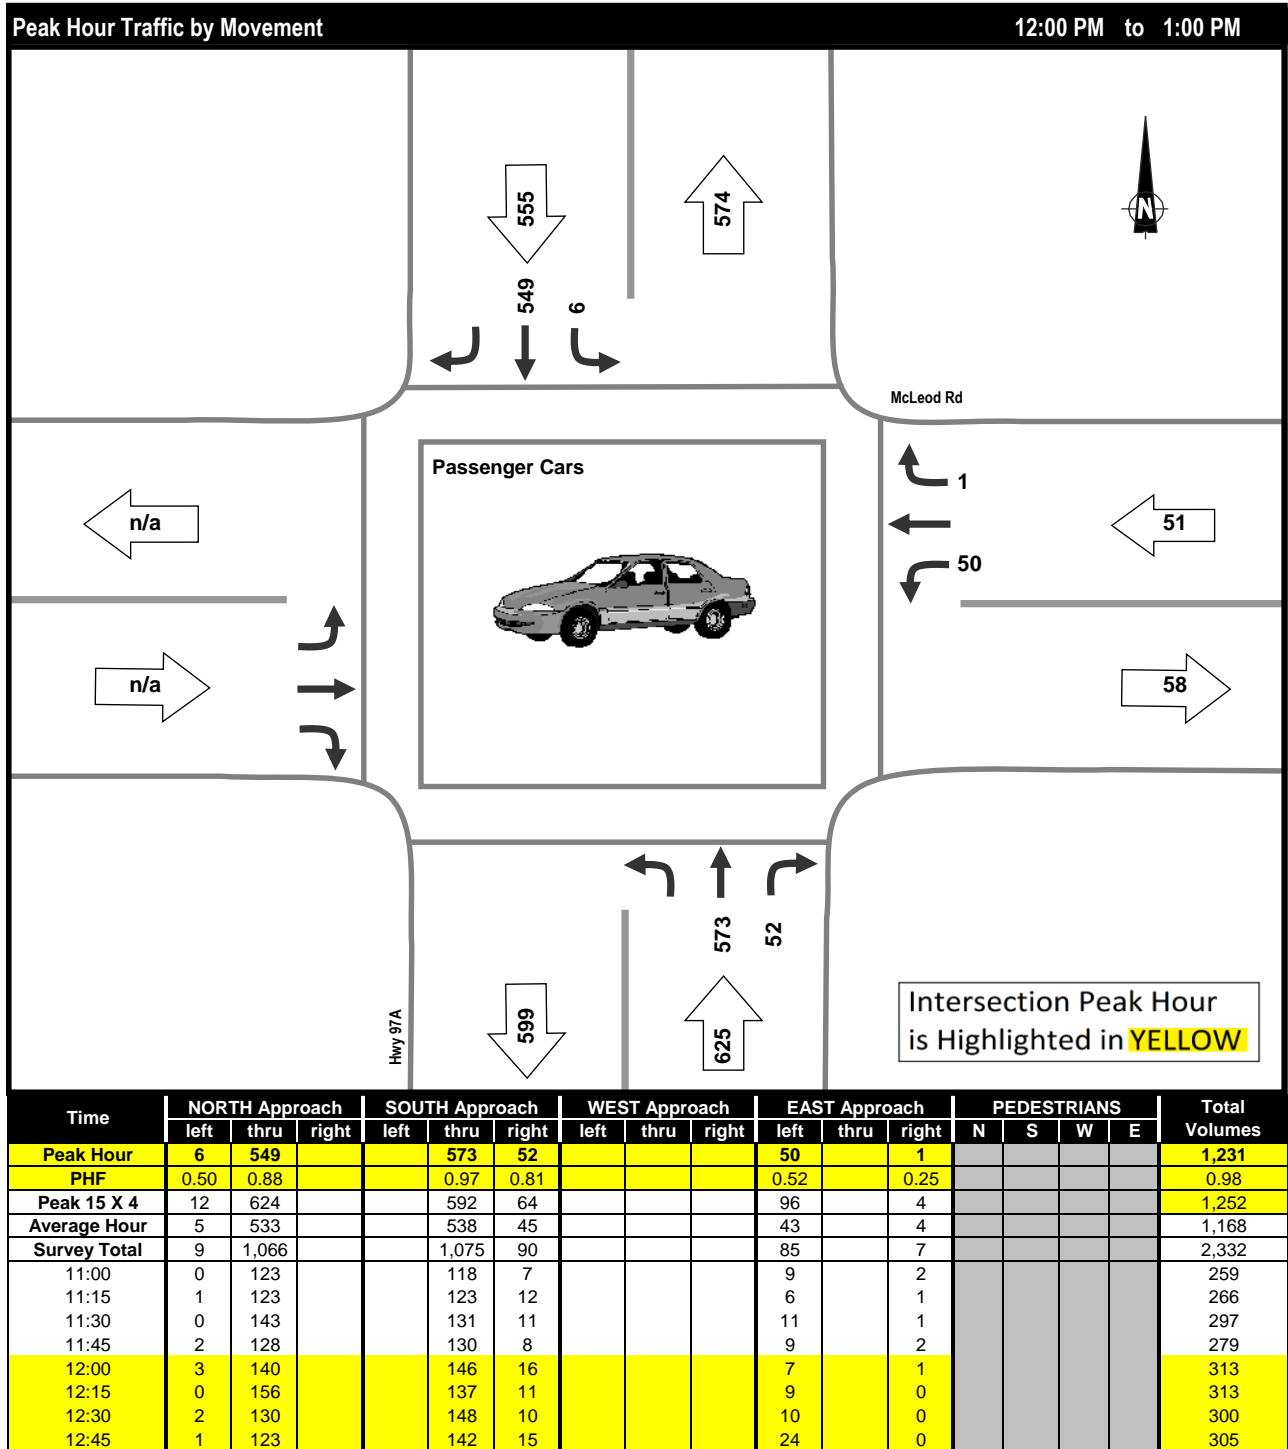 Peak Hour Traffic by Movement 12:00 PM to 1:00 PM
555
574
N
549
6
McLeod Rd
Passenger Cars
1
n/a
51
50
n/a
58
573
52
Hwy 97A
599
625
Intersection Peak Hour
is Highlighted in YELLOW
Time NORTH Approach SOUTH Approach WEST Approach EAST Approach PEDESTRIANS Total Volumes
left thru right left thru right left thru right left thru right N S W E
Peak Hour 6 549 573 52 50 1 1,231
PHF 0.50 0.88 0.97 0.81 0.52 0.25 0.98
Peak 15 X 4 12 624 592 64 96 4 1,252
Average Hour 5 533 538 45 43 4 1,168
Survey Total 9 1,066 1,075 90 85 7 2,332
11:00 0 123 118 7 9 2 259
11:15 1 123 123 12 6 1 266
11:30 0 143 131 11 11 1 297
11:45 2 128 130 8 9 2 279
12:00 3 140 146 16 7 1 313
12:15 0 156 137 11 9 0 313
12:30 2 130 148 10 10 0 300
12:45 1 123 142 15 24 0 305